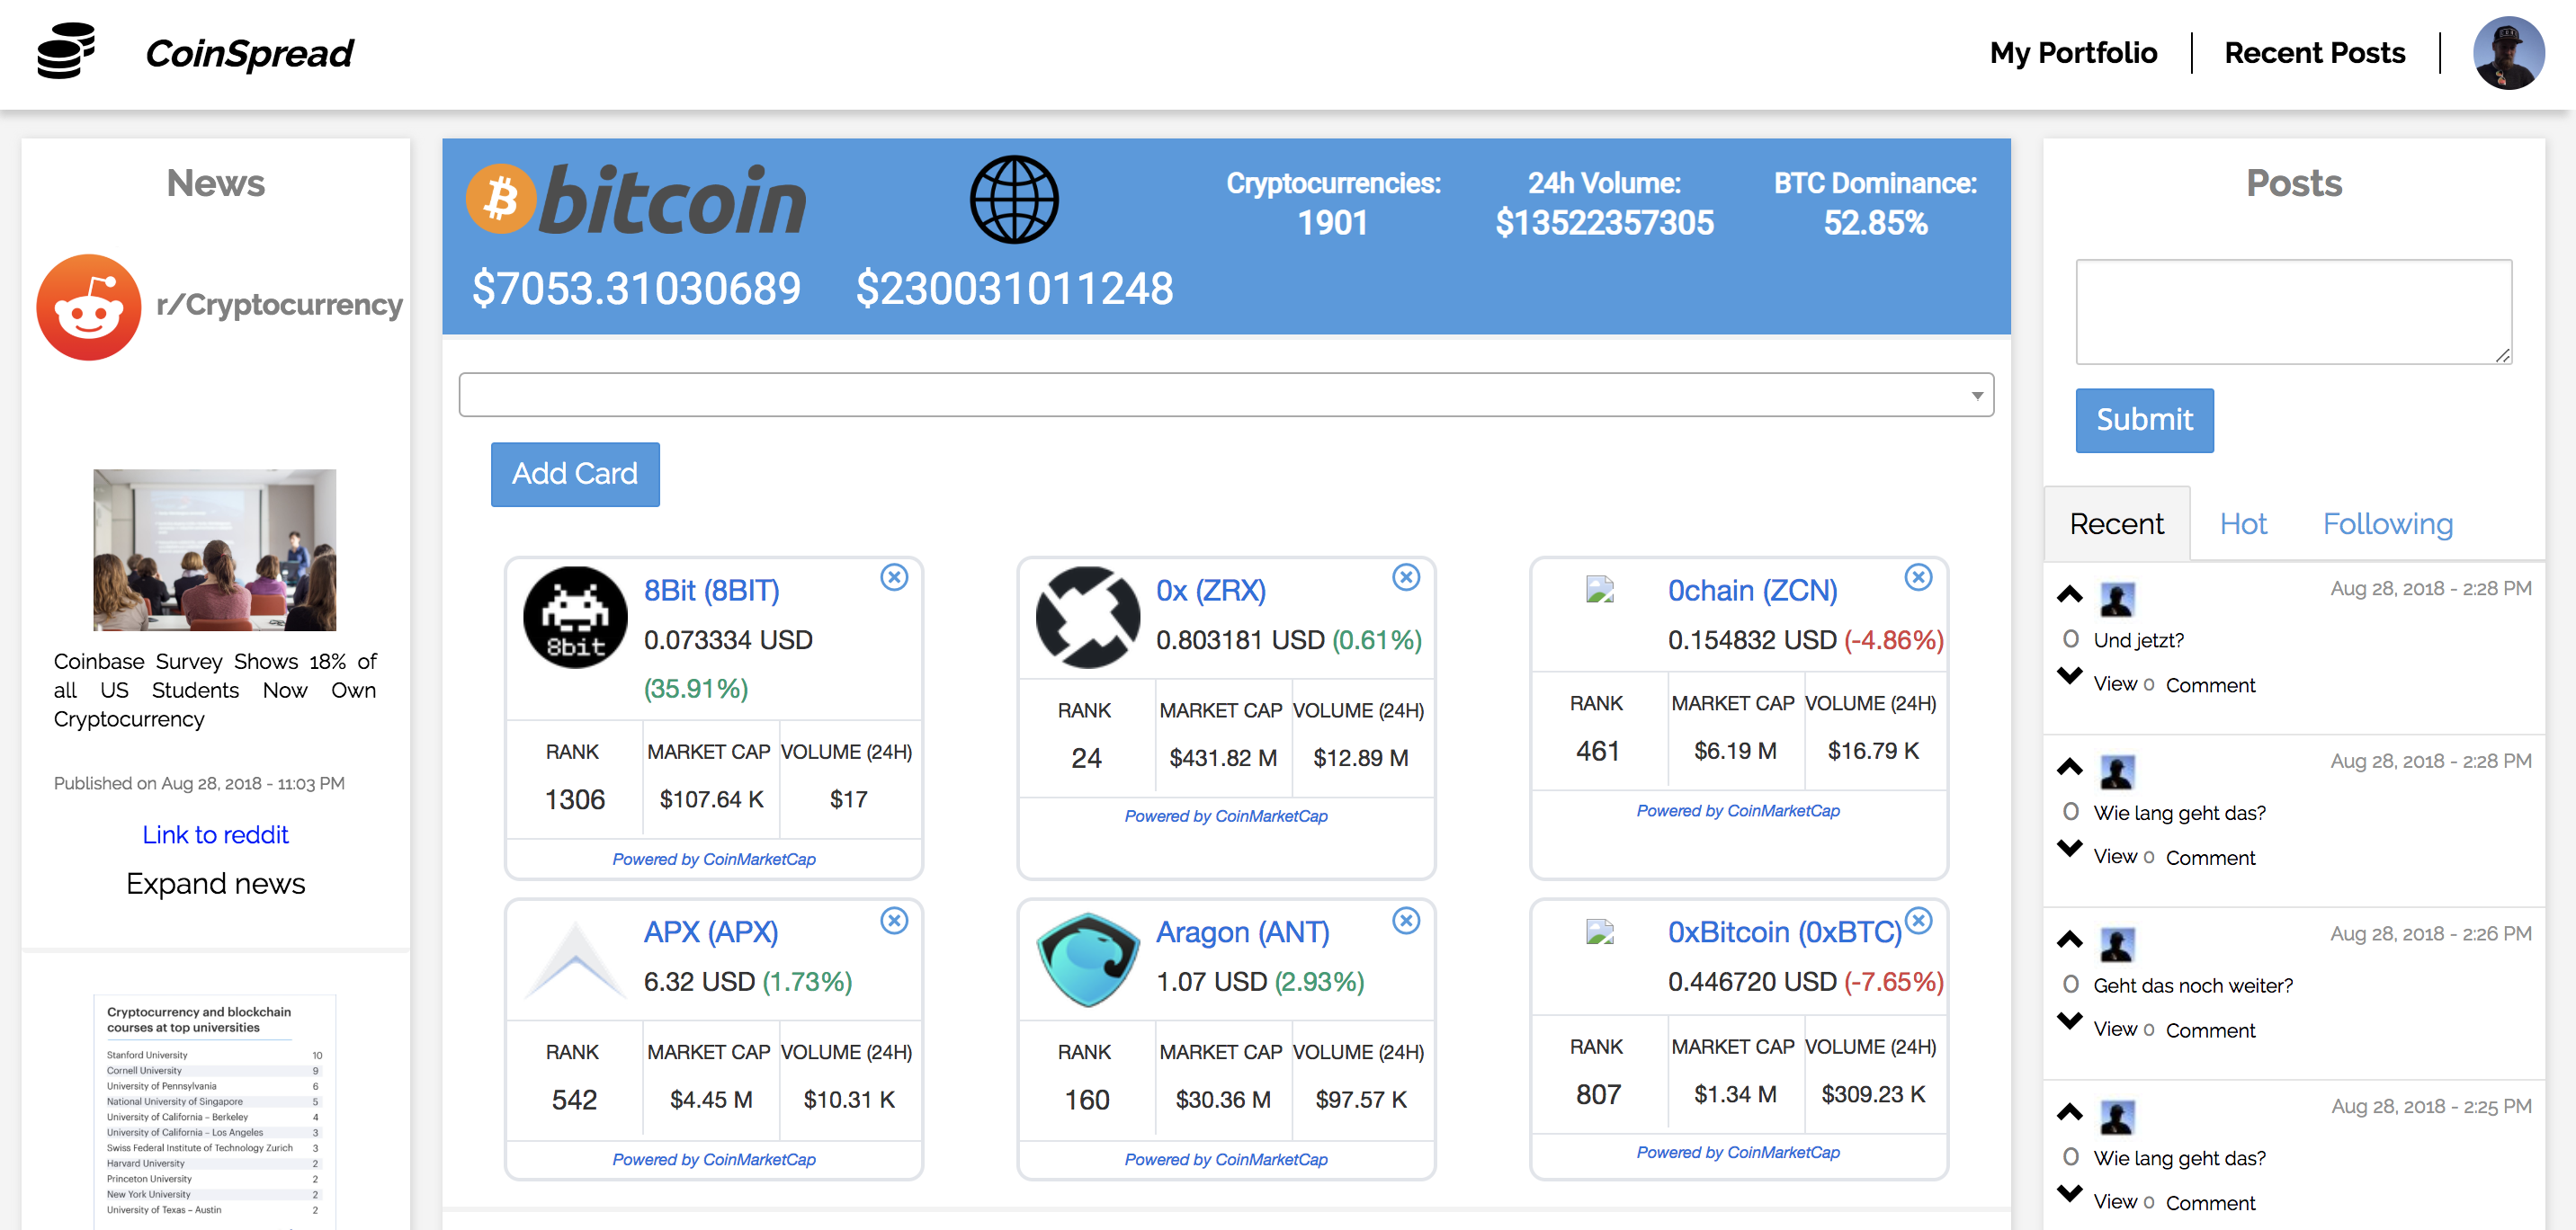 CoinSpread
My Portfolio
Recent Posts
News
r/Cryptocurrency
Coinbase Survey Shows 18% of
all US Students Now Own
Cryptocurrency
Published on Aug 28, 2018 - 11:03 PM
Link to reddit
Expand news
Cryptocurrency and blockchain
courses at top universities
Stanford University 10
Cornell University 9
University of Pennsylvania 6
National University of Singapore 5
University of California – Berkeley 4
University of California – Los Angeles 3
Swiss Federal Institute of Technology Zurich 3
Harvard University 2
Princeton University 2
New York University 2
University of Texas – Austin 2
bitcoin
$7053.31030689
$230031011248
Cryptocurrencies:
1901
24h Volume:
$13522357305
BTC Dominance:
52.85%
Add Card
8bit
8Bit (8BIT)
0.073334 USD
(35.91%)
RANK MARKET CAP VOLUME (24H)
1306 $107.64 K $17
Powered by CoinMarketCap
0x (ZRX)
0.803181 USD (0.61%)
RANK MARKET CAP VOLUME (24H)
24 $431.82 M $12.89 M
Powered by CoinMarketCap
0chain (ZCN)
0.154832 USD (-4.86%)
RANK MARKET CAP VOLUME (24H)
461 $6.19 M $16.79 K
Powered by CoinMarketCap
APX (APX)
6.32 USD (1.73%)
RANK MARKET CAP VOLUME (24H)
542 $4.45 M $10.31 K
Powered by CoinMarketCap
Aragon (ANT)
1.07 USD (2.93%)
RANK MARKET CAP VOLUME (24H)
160 $30.36 M $97.57 K
Powered by CoinMarketCap
0xBitcoin (0xBTC)
0.446720 USD (-7.65%)
RANK MARKET CAP VOLUME (24H)
807 $1.34 M $309.23 K
Powered by CoinMarketCap
Posts
Submit
Recent Hot Following
Aug 28, 2018 - 2:28 PM
0 Und jetzt?
View 0 Comment
Aug 28, 2018 - 2:28 PM
0 Wie lang geht das?
View 0 Comment
Aug 28, 2018 - 2:26 PM
0 Geht das noch weiter?
View 0 Comment
Aug 28, 2018 - 2:25 PM
0 Wie lang geht das?
View 0 Comment